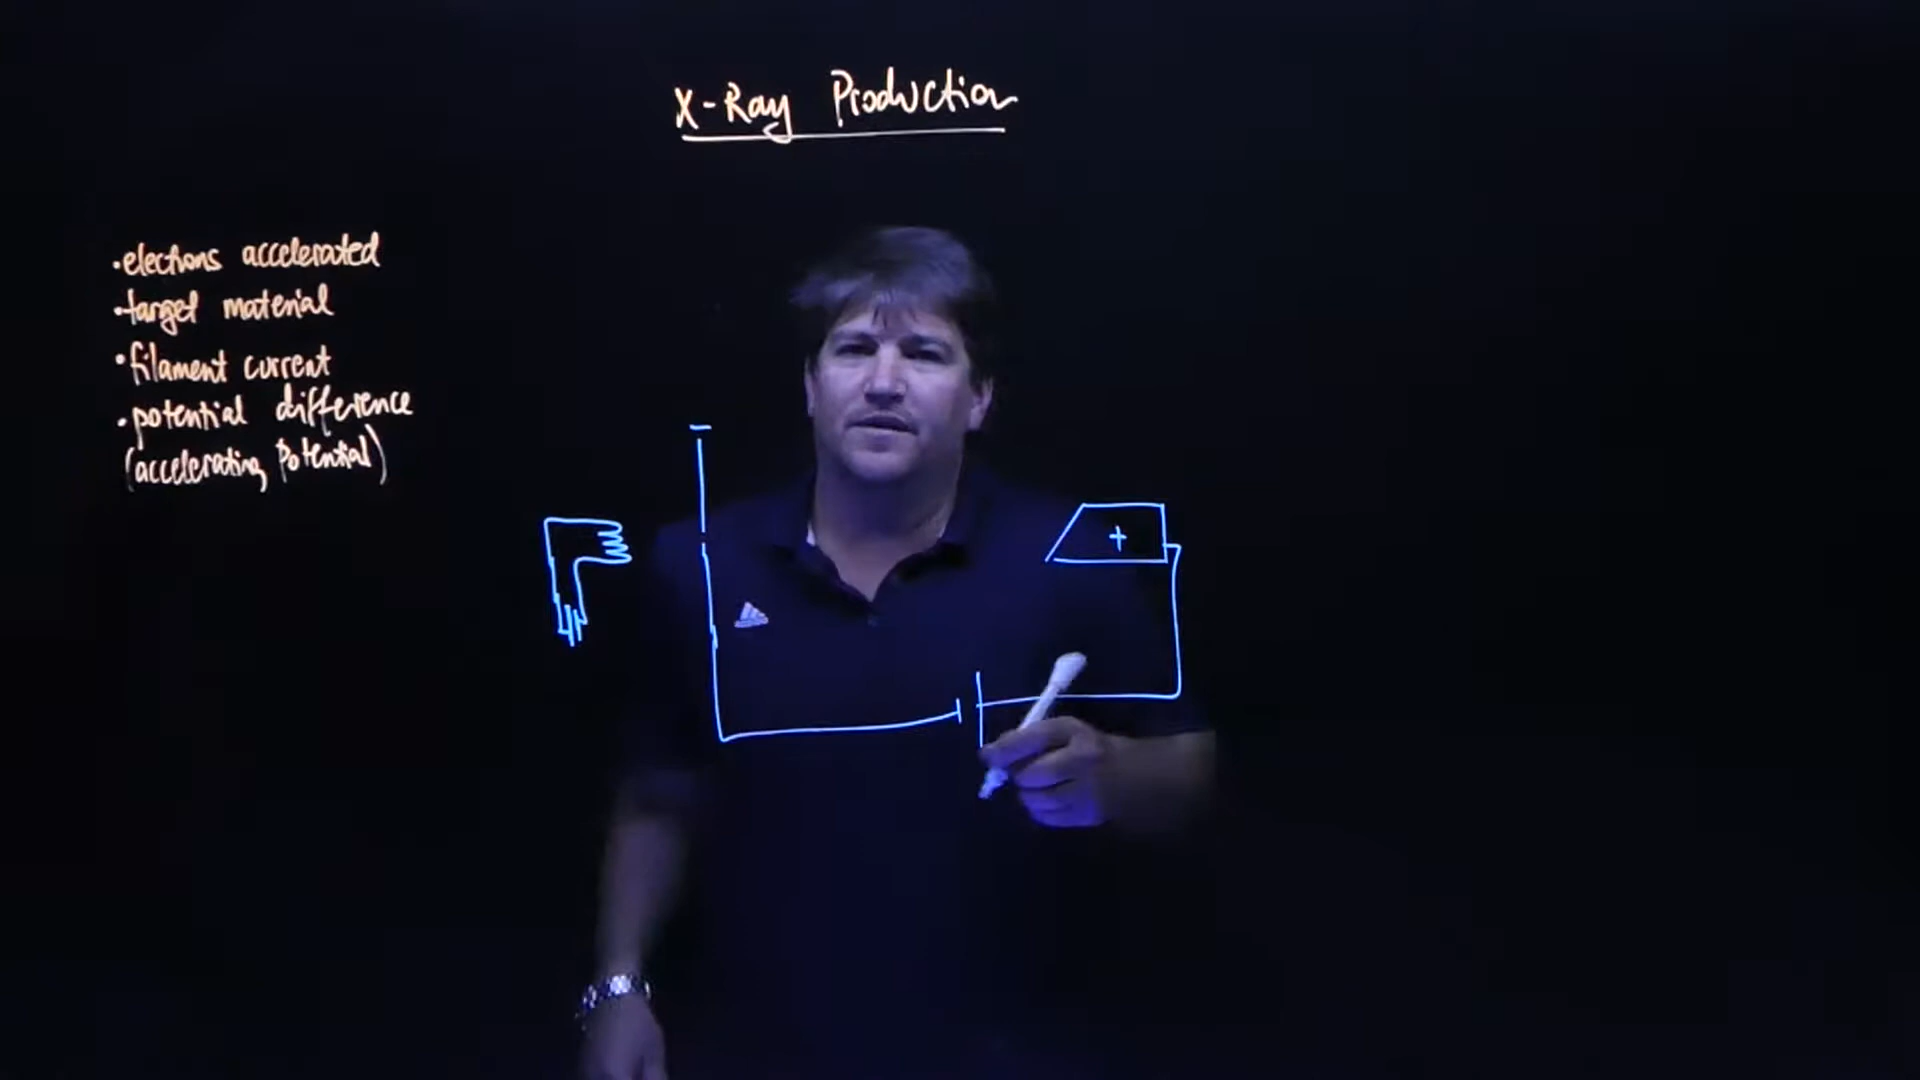 X-Ray Production
• electrons accelerated
• target material
• filament current
• potential difference
(accelerating potential)
+